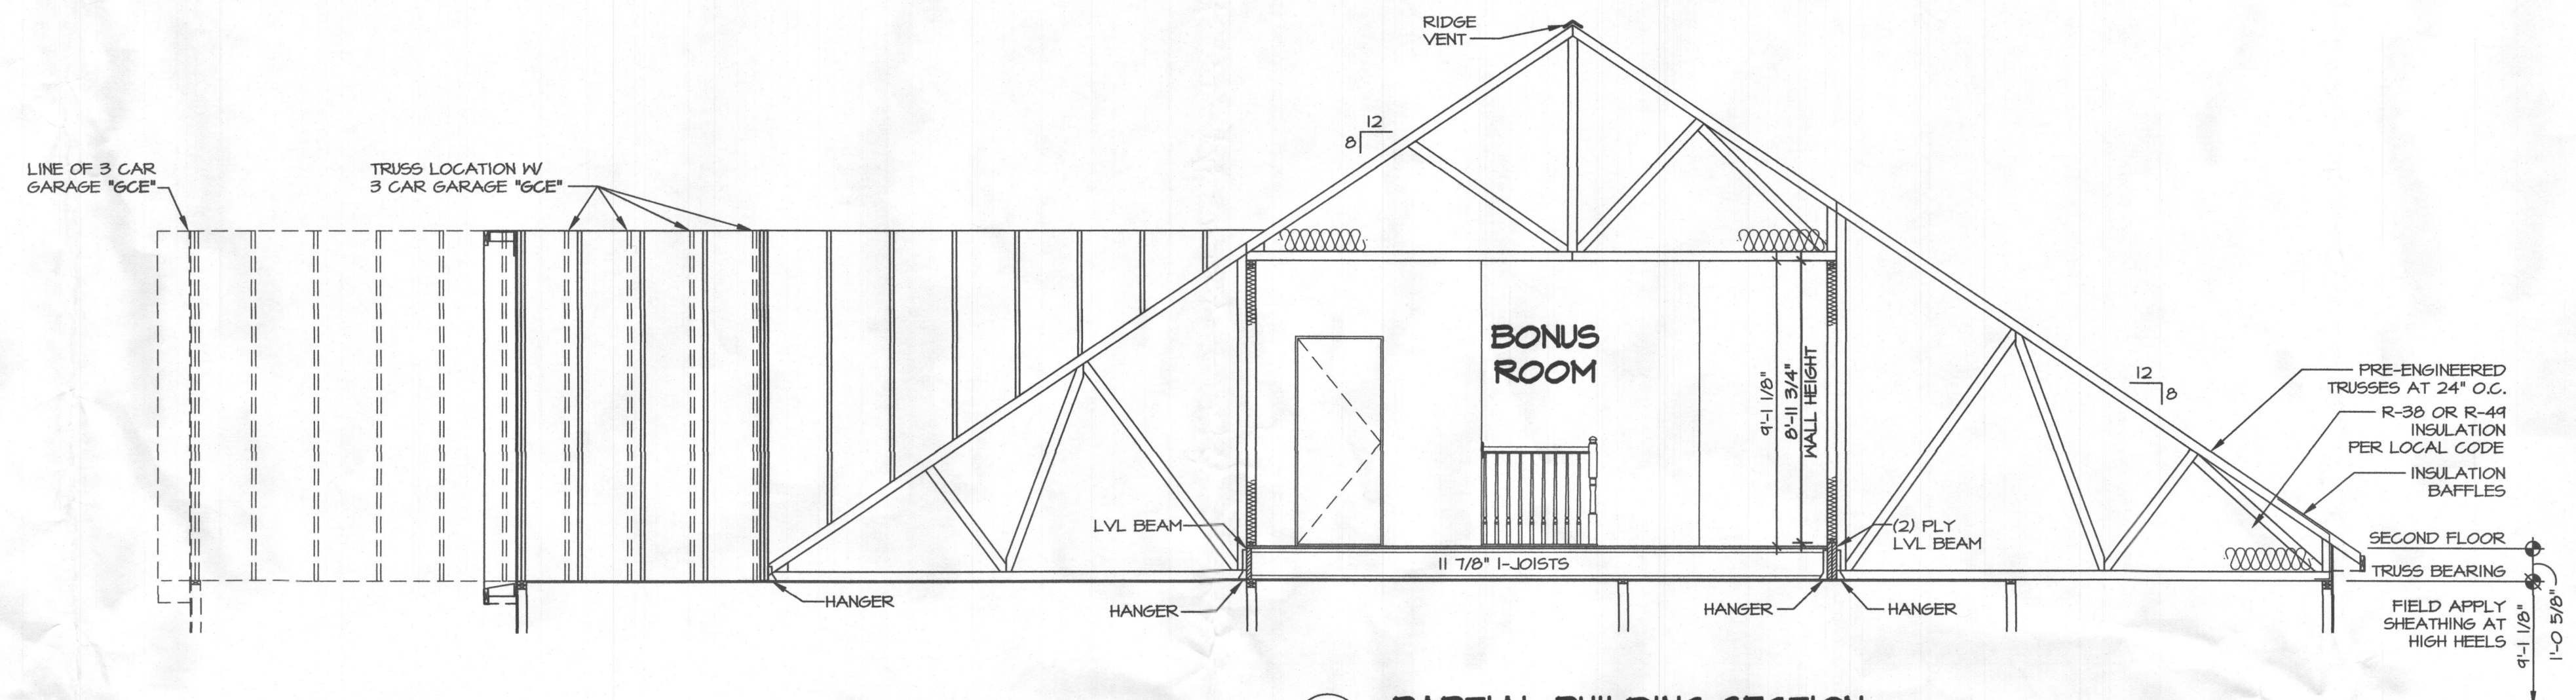 RIDGE
VENT
12
8
LINE OF 3 CAR
GARAGE "GCE"
TRUSS LOCATION W/
3 CAR GARAGE "GCE"
BONUS
ROOM
9'-1 1/8"
8'-11 3/4"
WALL HEIGHT
12
8
PRE-ENGINEERED
TRUSSES AT 24" O.C.
R-38 OR R-49
INSULATION
PER LOCAL CODE
INSULATION
BAFFLES
LVL BEAM
(2) PLY
LVL BEAM
SECOND FLOOR
11 7/8" I-JOISTS
TRUSS BEARING
HANGER
HANGER
HANGER
HANGER
FIELD APPLY
SHEATHING AT
HIGH HEELS
9'-1 1/8"
1'-0 5/8"
PARTIAL BUILDING SECTION